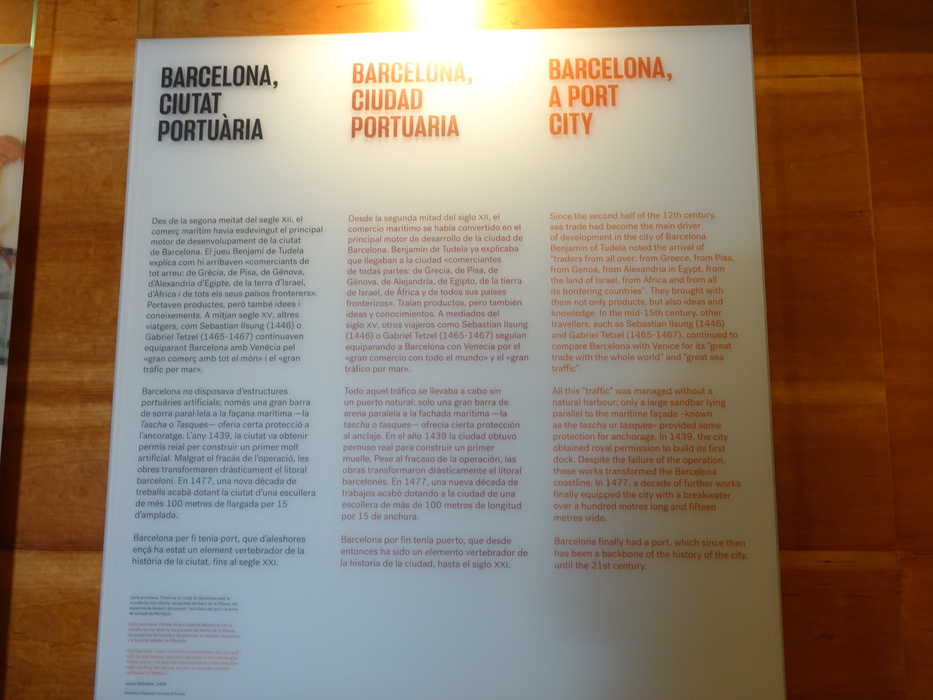 BARCELONA,
CIUTAT
PORTUÀRIA
Des de la segona meitat del segle XII, el
comerç marítim havia esdevingut el principal
motor de desenvolupament de la ciutat
de Barcelona. El jueu Benjamí de Tudela
explica com hi arribaven «comerciants de
tot arreu: de Grècia, de Pisa, de Gènova,
d'Alexandria d'Egipte, de la terra d'Israel,
d'Àfrica i de tots els seus països fronterers».
Portaven productes, però també idees i
coneixements. A mitjan segle XV, altres
viatgers, com Sebastian Ilsung (1446) o
Gabriel Tetzel (1465-1467) continuaven
equiparant Barcelona amb Venècia pel
«gran comerç amb tot el món» i el «gran
tràfic per mar».
Barcelona no disposava d'estructures
portuàries artificials; només una gran barra
de sorra paral·lela a la façana marítima —la
Tascha o Tasques— oferia certa protecció a
l'ancoratge. L'any 1439, la ciutat va obtenir
permís reial per construir un primer moll
artificial. Malgrat el fracàs de l'operació, les
obres transformaren dràsticament el litoral
barceloní. En 1477, una nova dècada de
treballs acabà dotant la ciutat d'una escullera
de més 100 metres de llargada per 15
d'amplada.
Barcelona per fi tenia port, que d'aleshores
ençà ha estat un element vertebrador de la
història de la ciutat, fins al segle XXI.
BARCELONA,
CIUDAD
PORTUARIA
Desde la segunda mitad del siglo XII, el
comercio marítimo se había convertido en el
principal motor de desarrollo de la ciudad de
Barcelona. Benjamín de Tudela ya explicaba
que llegaban a la ciudad «comerciantes
de todas partes: de Grecia, de Pisa, de
Génova, de Alejandría, de Egipto, de la tierra
de Israel, de África y de todos sus países
fronterizos». Traían productos, pero también
ideas y conocimientos. A mediados del
siglo XV, otros viajeros como Sebastian Ilsung
(1446) o Gabriel Tetzel (1465-1467) seguían
equiparando a Barcelona con Venecia por el
«gran comercio con todo el mundo» y el «gran
tráfico por mar».
Todo aquel tráfico se llevaba a cabo sin
un puerto natural; solo una gran barra de
arena paralela a la fachada marítima —la
tascha o tasques— ofrecía cierta protección
al anclaje. En el año 1439 la ciudad obtuvo
permiso real para construir un primer
muelle. Pese al fracaso de la operación, las
obras transformaron drásticamente el litoral
barcelonés. En 1477, una nueva década de
trabajos acabó dotando a la ciudad de una
escollera de más de 100 metros de longitud
por 15 de anchura.
Barcelona por fin tenía puerto, que desde
entonces ha sido un elemento vertebrador de
la historia de la ciudad, hasta el siglo XXI.
BARCELONA,
A PORT
CITY
Since the second half of the 12th century,
sea trade had become the main driver
of development in the city of Barcelona.
Benjamin of Tudela noted the arrival of
"traders from all over: from Greece, from Pisa,
from Genoa, from Alexandria in Egypt, from
the land of Israel, from Africa and from all
its bordering countries". They brought with
them not only products, but also ideas and
knowledge. In the mid-15th century, other
travellers, such as Sebastian Ilsung (1446)
and Gabriel Tetzel (1465-1467), continued to
compare Barcelona with Venice for its "great
trade with the whole world" and "great sea
traffic".
All this "traffic" was managed without a
natural harbour; only a large sandbar lying
parallel to the maritime façade –known
as the tascha or tasques– provided some
protection for anchorage. In 1439, the city
obtained royal permission to build its first
dock. Despite the failure of the operation,
these works transformed the Barcelona
coastline. In 1477, a decade of further works
finally equipped the city with a breakwater
over a hundred metres long and fifteen
metres wide.
Barcelona finally had a port, which since then
has been a backbone of the history of the city,
until the 21st century.